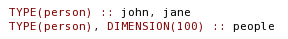 TYPE(person) :: john, jane
TYPE(person), DIMENSION(100) :: people